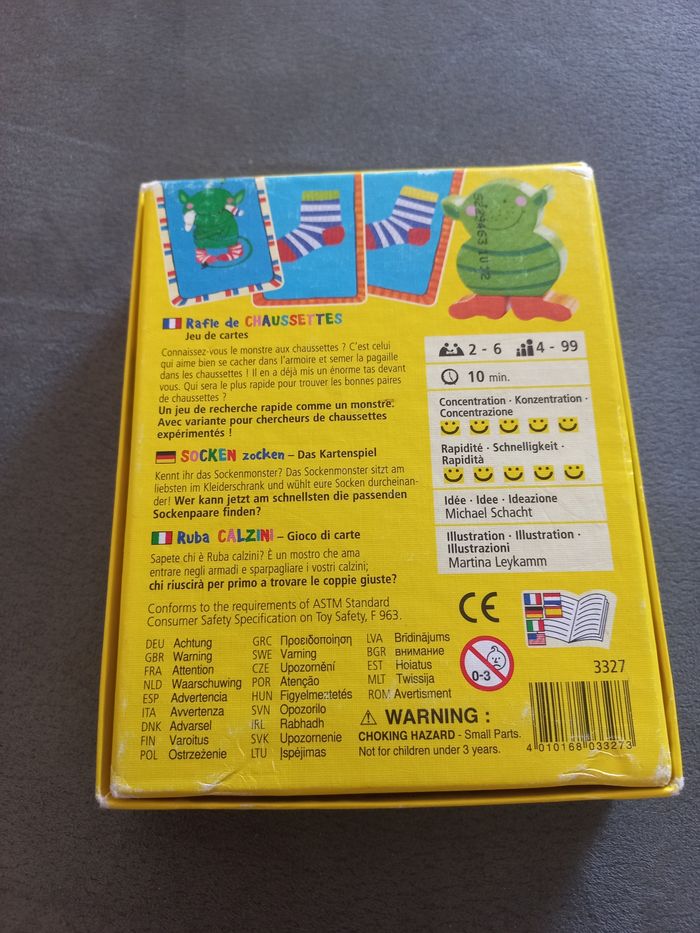 Rafle de CHAUSSETTES
Jeu de cartes
Connaissez-vous le monstre aux chaussettes ? C'est celui
qui aime bien se cacher dans l'armoire et semer la pagaille
dans les chaussettes ! Il en a déjà mis un énorme tas devant
vous. Qui sera le plus rapide pour trouver les bonnes paires
de chaussettes ?
Un jeu de recherche rapide comme un monstre.
Avec variante pour chercheurs de chaussettes
expérimentés !
SOCKEN zocken – Das Kartenspiel
Kennt ihr das Sockenmonster? Das Sockenmonster sitzt am
liebsten im Kleiderschrank und wühlt eure Socken durcheinan-
der! Wer kann jetzt am schnellsten die passenden
Sockenpaare finden?
Ruba CALZINI – Gioco di carte
Sapete chi è Ruba calzini? È un mostro che ama
entrare negli armadi e sparpagliare i vostri calzini;
chi riuscirà per primo a trovare le coppie giuste?
Conforms to the requirements of ASTM Standard
Consumer Safety Specification on Toy Safety, F 963.
2 - 6 4 - 99
10 min.
Concentration · Konzentration ·
Concentrazione
Rapidité · Schnelligkeit ·
Rapidità
Idée · Idee · Ideazione
Michael Schacht
Illustration · Illustration ·
Illustrazioni
Martina Leykamm
CE
DEU Achtung
GBR Warning
FRA Attention
NLD Waarschuwing
ESP Advertencia
ITA Avvertenza
DNK Advarsel
FIN Varoitus
POL Ostrzeżenie
GRC Προειδοποίηση
SWE Varning
CZE Upozornění
POR Atenção
HUN Figyelmeztetés
SVN Opozorilo
IRL Rabhadh
SVK Upozornenie
LTU Įspėjimas
LVA Brīdinājums
BGR внимание
EST Hoiatus
MLT Twissija
ROM Avertisment
0-3
WARNING :
CHOKING HAZARD - Small Parts.
Not for children under 3 years.
3327
4 010168 033273